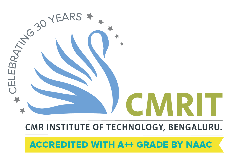 CELEBRATING 30 YEARS
CMRIT
CMR INSTITUTE OF TECHNOLOGY, BENGALURU.
ACCREDITED WITH A++ GRADE BY NAAC